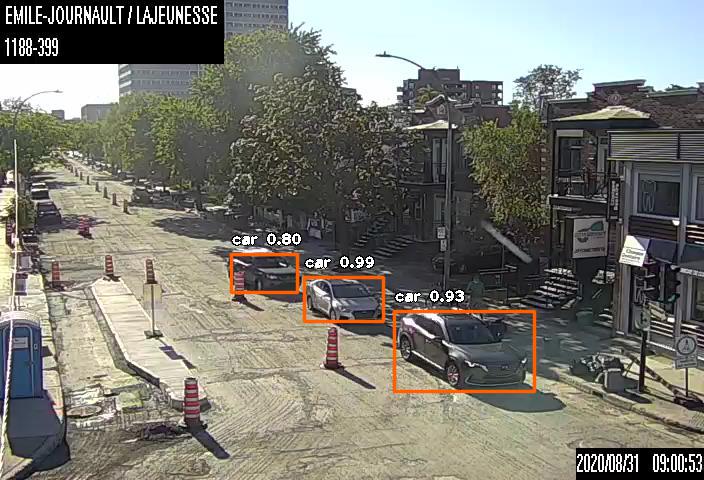 EMILE-JOURNAULT / LAJEUNESSE
1188-399
car 0.80
car 0.99
car 0.93
2020/08/31 09:00:53